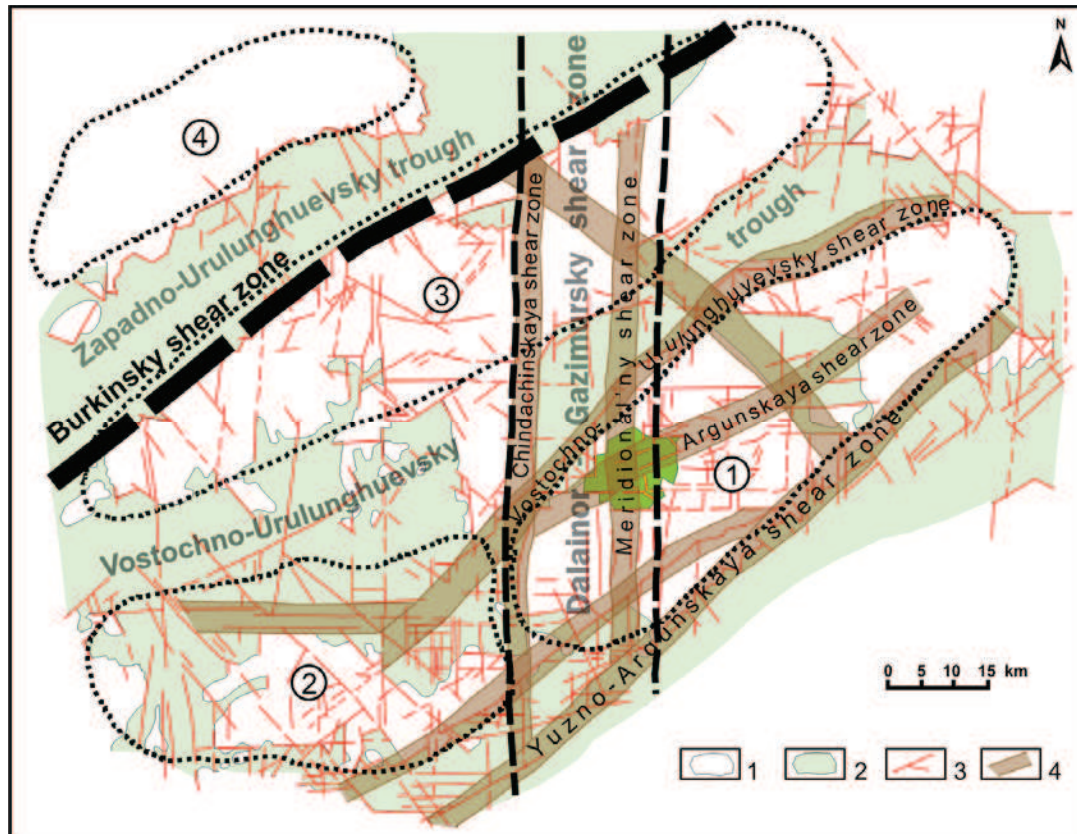 N
④
Zapadno-Urulunghuevsky trough
Burkinsky shear zone
③
Chindachinskaya shear zone
Dalainor - Gazimursky shear zone
Meridional'ny shear zone
trough
Vostochno-Urulunghuyevsky shear zone
Argunskaya shear zone
①
Vostochno-Urulunghuevsky
②
Yuzno-Argunskaya shear zone
0 5 10 15 km
1 2 3 4